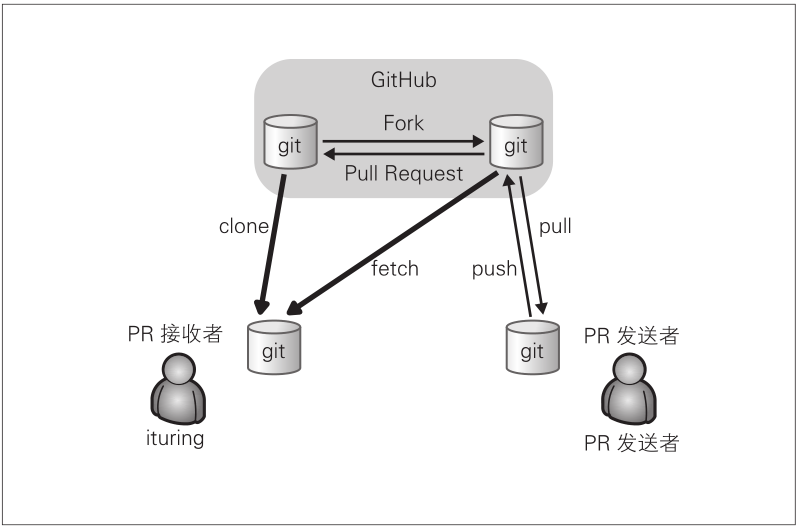 GitHub
git
Fork
git
Pull Request
clone
fetch
push
pull
PR 接收者
git
git
PR 发送者
ituring
PR 发送者